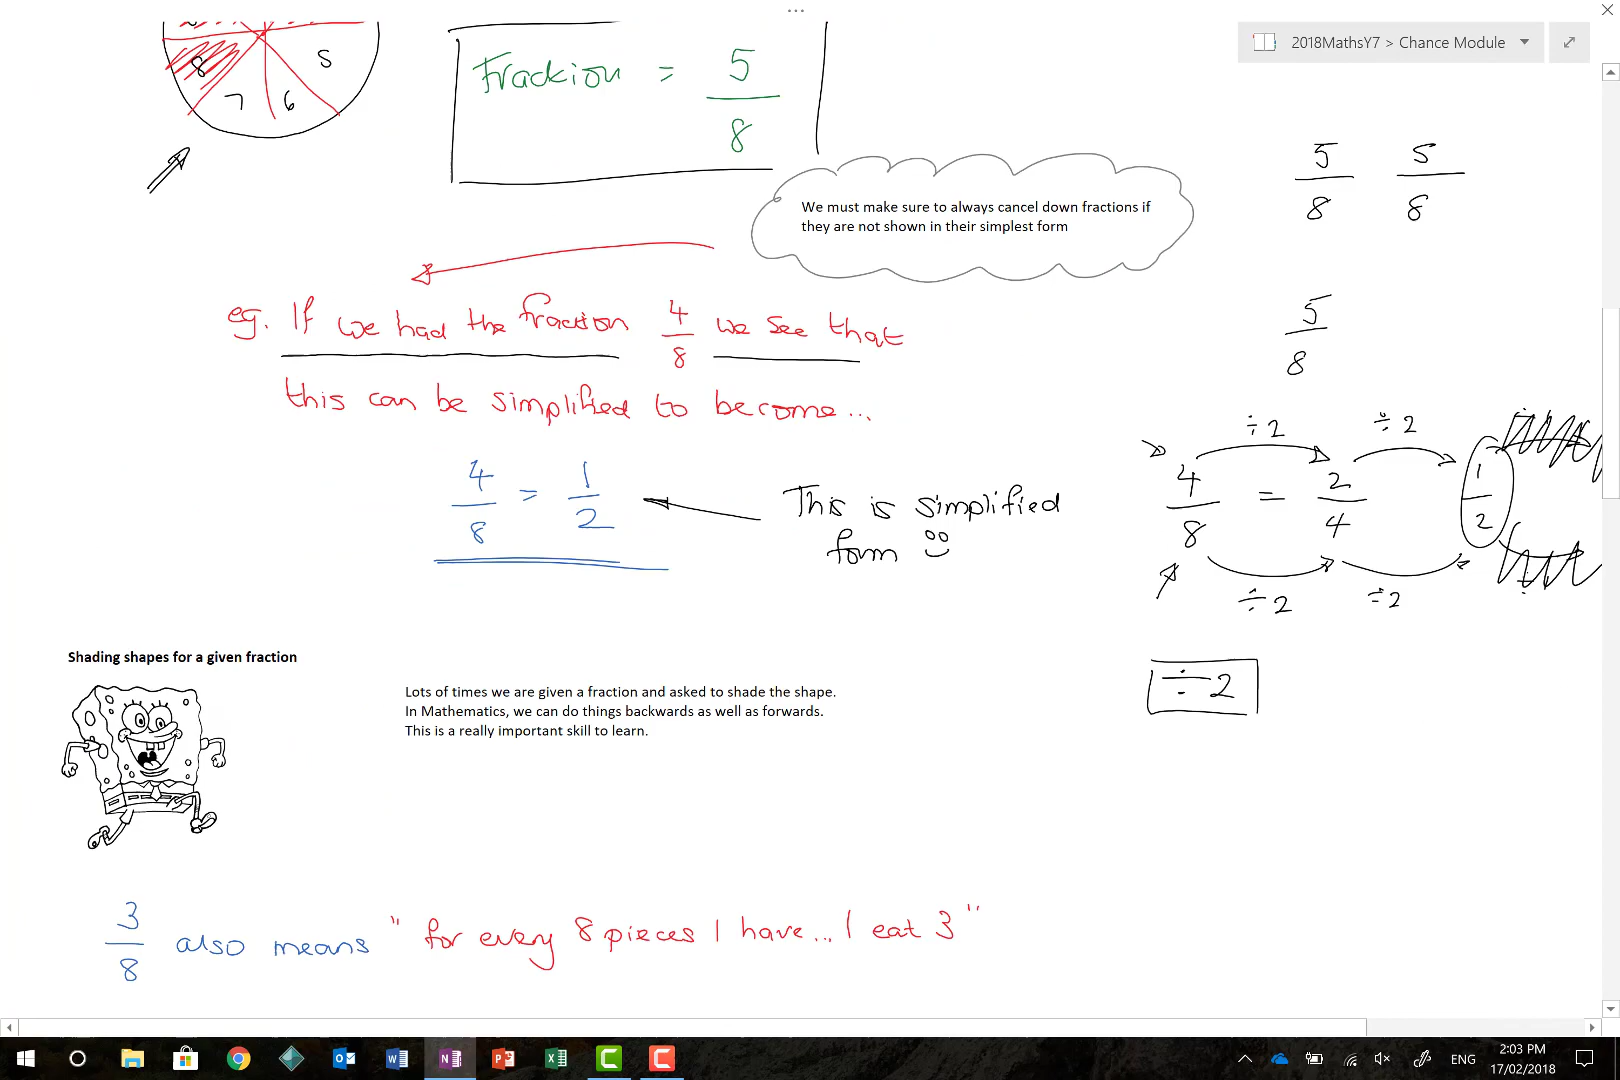 2018MathsY7 > Chance Module
8
5
7
6
Fraction = 5/8
We must make sure to always cancel down fractions if
they are not shown in their simplest form
5/8 5/8
5/8
eg. If we had the fraction 4/8 we see that
this can be simplified to become...
4/8 = 1/2
This is simplified
form
÷2 ÷2
4/8 = 2/4 1/2
÷2 ÷2
÷2
Shading shapes for a given fraction
Lots of times we are given a fraction and asked to shade the shape.
In Mathematics, we can do things backwards as well as forwards.
This is a really important skill to learn.
3/8 also means "for every 8 pieces I have... I eat 3"
ENG
2:03 PM
17/02/2018